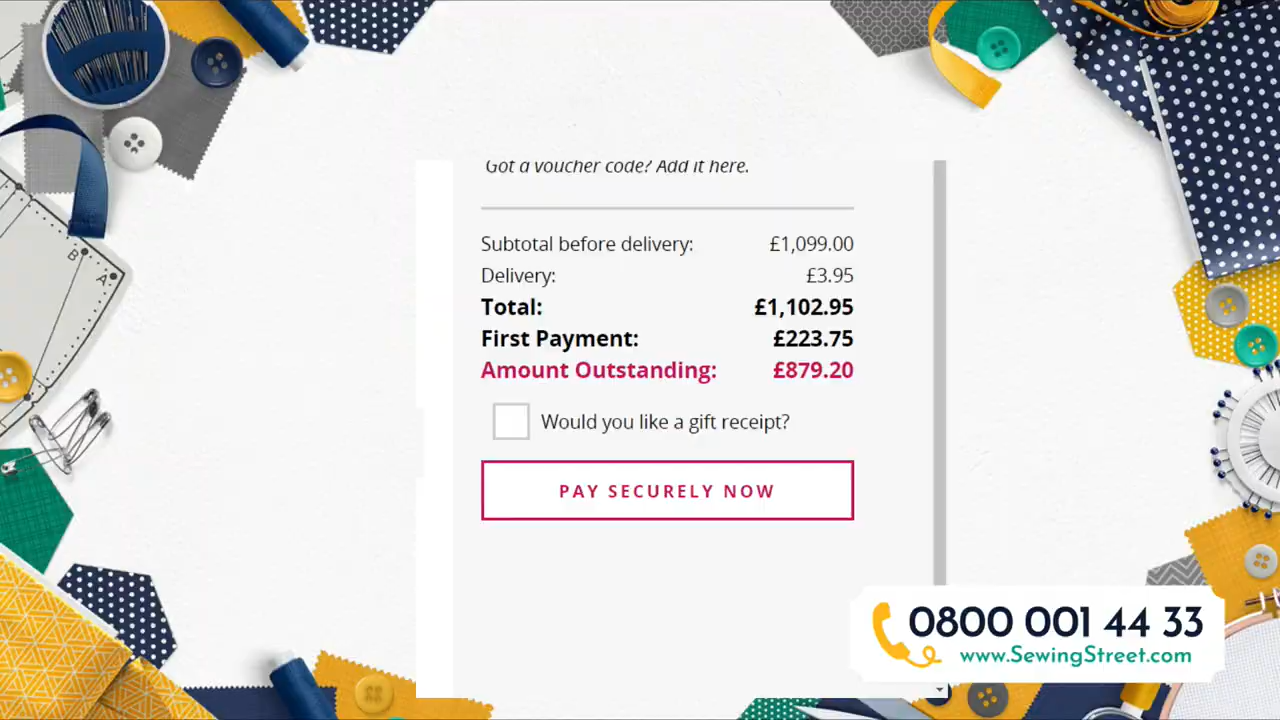 Got a voucher code? Add it here.
Subtotal before delivery: £1,099.00
Delivery: £3.95
Total: £1,102.95
First Payment: £223.75
Amount Outstanding: £879.20
Would you like a gift receipt?
PAY SECURELY NOW
0800 001 44 33
www.SewingStreet.com
B
A